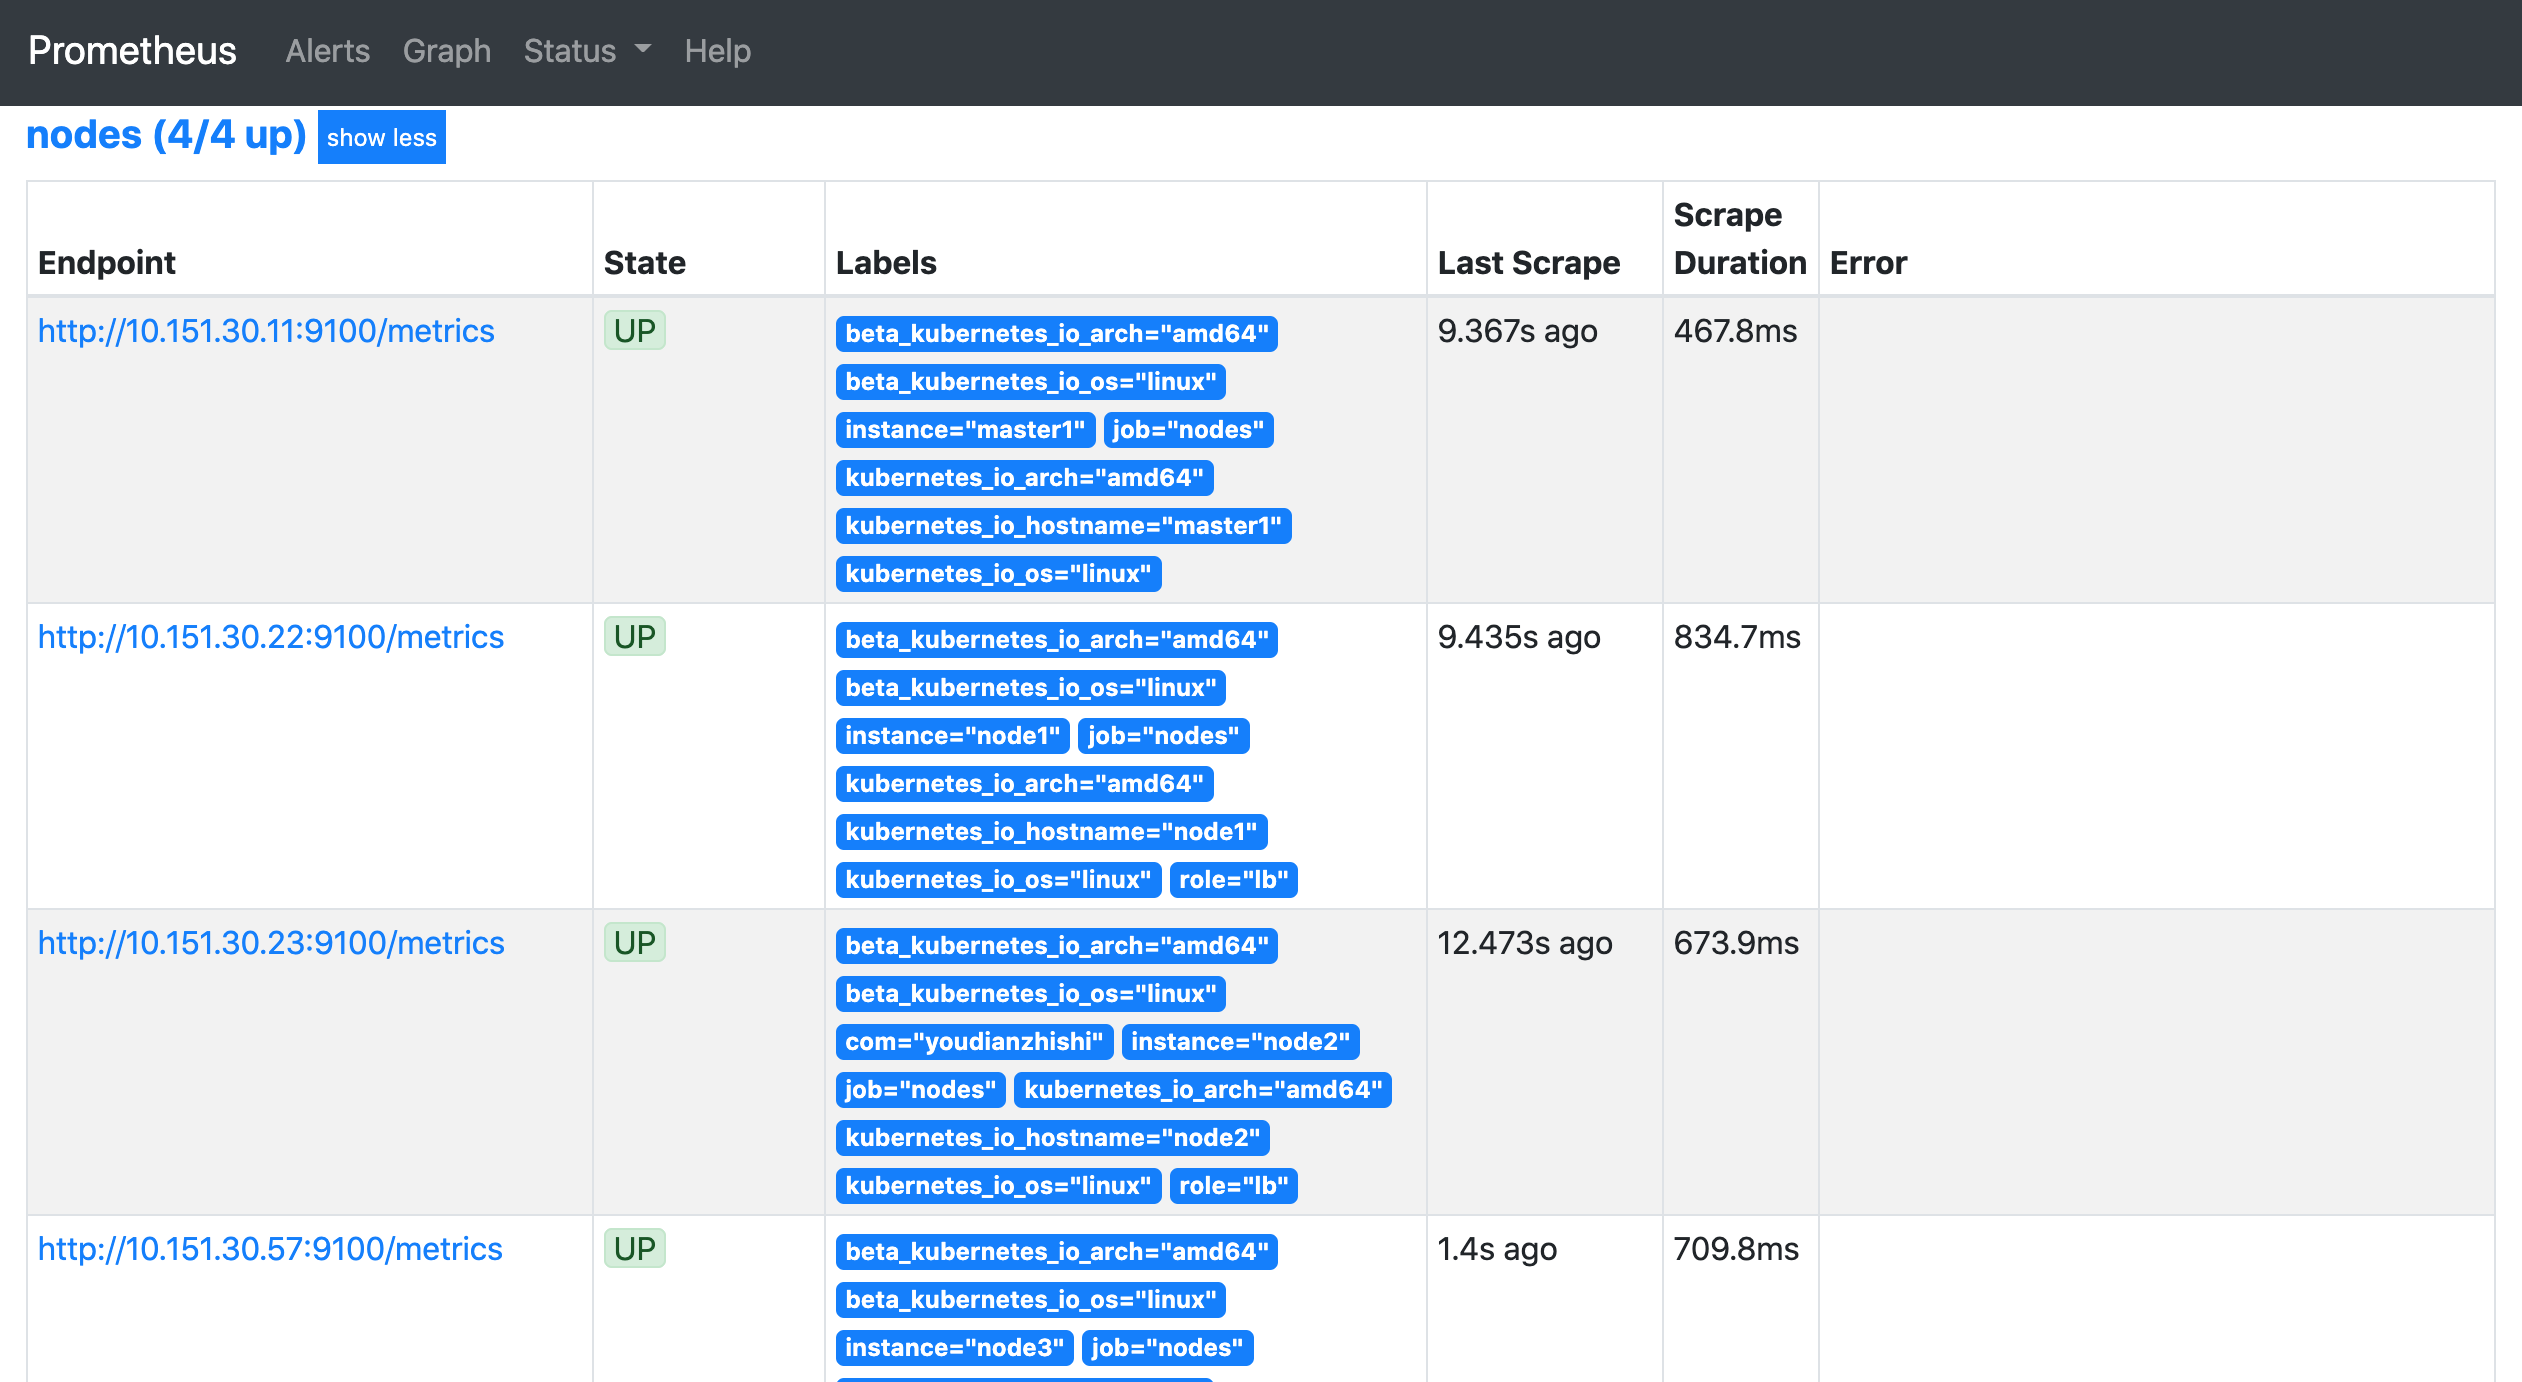 Prometheus Alerts Graph Status Help
nodes (4/4 up) show less
Endpoint State Labels Last Scrape Scrape Duration Error
http://10.151.30.11:9100/metrics UP beta_kubernetes_io_arch="amd64" 9.367s ago 467.8ms
beta_kubernetes_io_os="linux"
instance="master1" job="nodes"
kubernetes_io_arch="amd64"
kubernetes_io_hostname="master1"
kubernetes_io_os="linux"
http://10.151.30.22:9100/metrics UP beta_kubernetes_io_arch="amd64" 9.435s ago 834.7ms
beta_kubernetes_io_os="linux"
instance="node1" job="nodes"
kubernetes_io_arch="amd64"
kubernetes_io_hostname="node1"
kubernetes_io_os="linux" role="lb"
http://10.151.30.23:9100/metrics UP beta_kubernetes_io_arch="amd64" 12.473s ago 673.9ms
beta_kubernetes_io_os="linux"
com="youdianzhishi" instance="node2"
job="nodes" kubernetes_io_arch="amd64"
kubernetes_io_hostname="node2"
kubernetes_io_os="linux" role="lb"
http://10.151.30.57:9100/metrics UP beta_kubernetes_io_arch="amd64" 1.4s ago 709.8ms
beta_kubernetes_io_os="linux"
instance="node3" job="nodes"